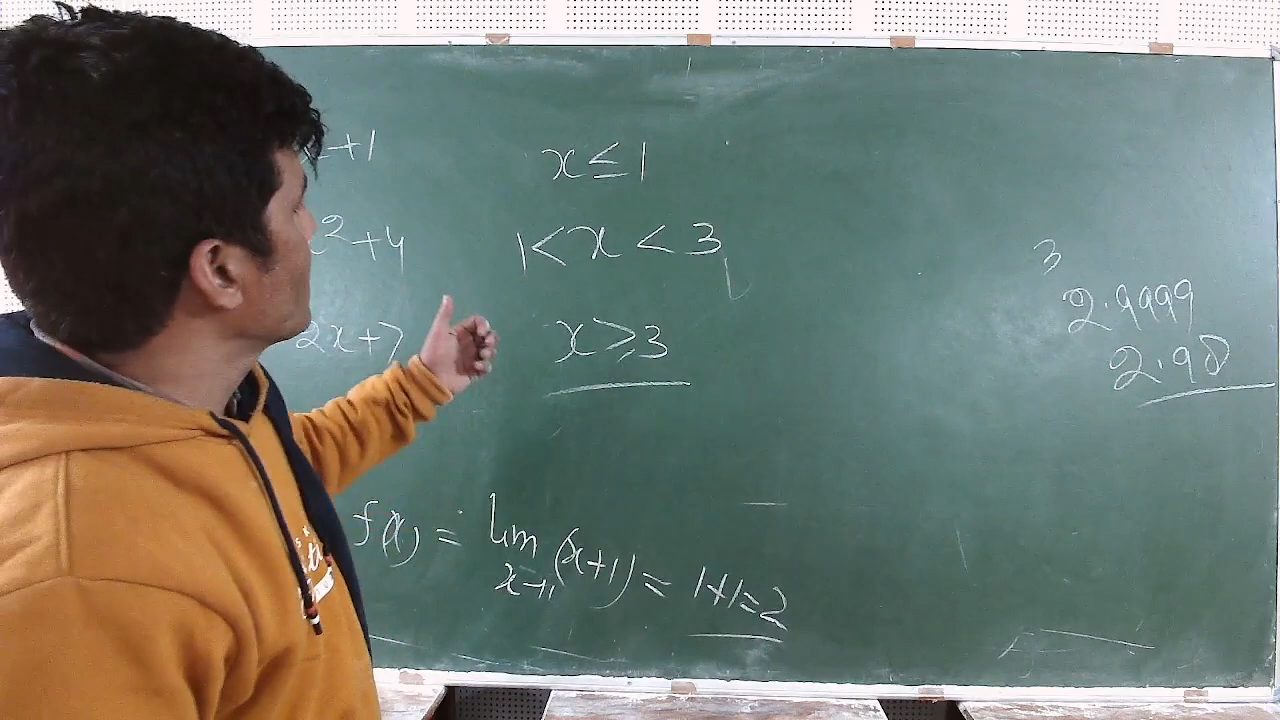 x+1 x≤1
x²+4 1<x<3
2x+7 x≥3
3
2.9999
2.98
f(x) = lim (x+1) = 1+1=2
x→1